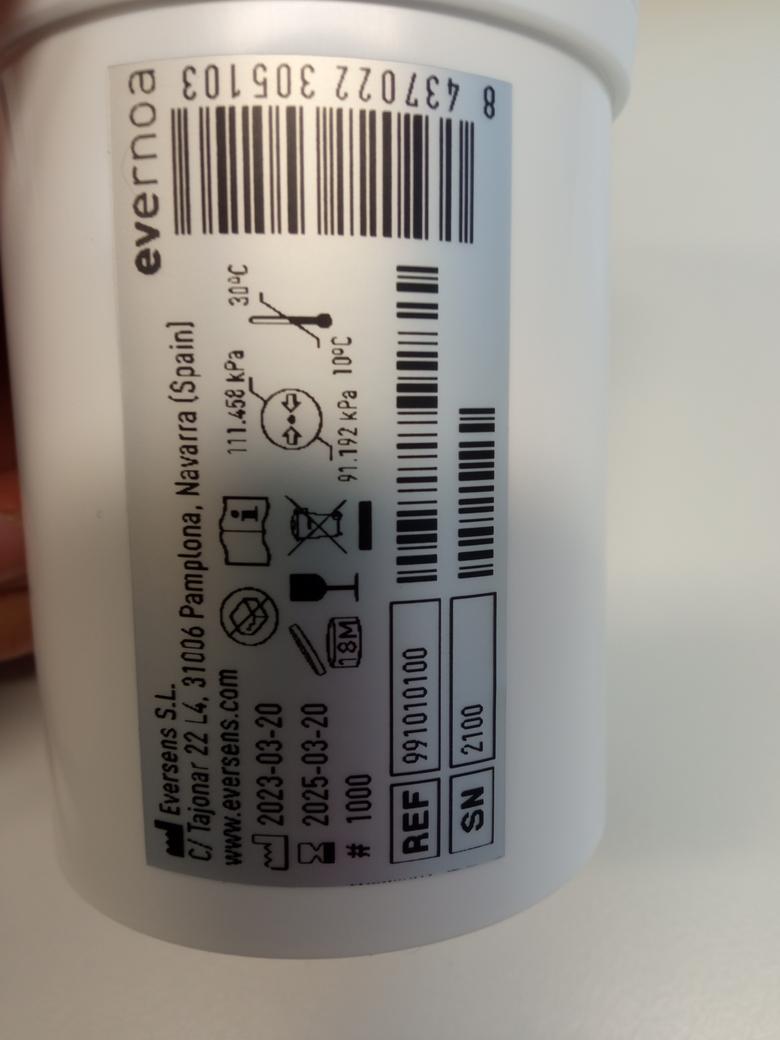 Eversens S.L.
C/ Tajonar 22 L4, 31006 Pamplona, Navarra (Spain)
www.eversens.com
evernoa
2023-03-20
2025-03-20
# 1000
18M
111.458 kPa
91.192 kPa
30ºC
10ºC
REF 991010100
SN 2100
8 437022 305103